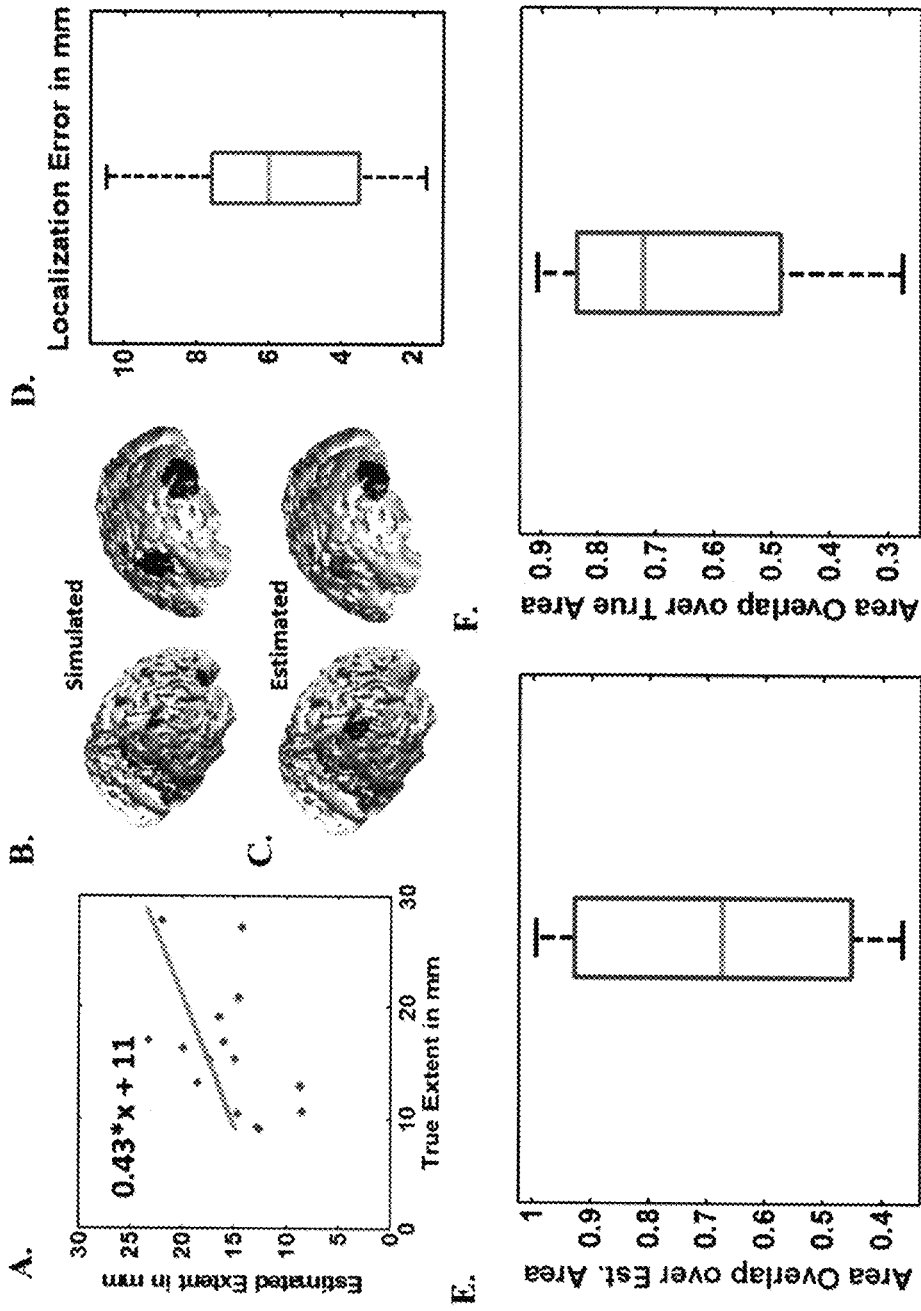 A.
0.43*x + 11
30
25
20
15
10
5
0
Estimated Extent in mm
0
10
20
30
True Extent in mm
B.
Simulated
C.
Estimated
D.
Localization Error in mm
10
8
6
4
2
E.
Area Overlap over Est. Area
1
0.9
0.8
0.7
0.6
0.5
0.4
F.
Area Overlap over True Area
0.9
0.8
0.7
0.6
0.5
0.4
0.3